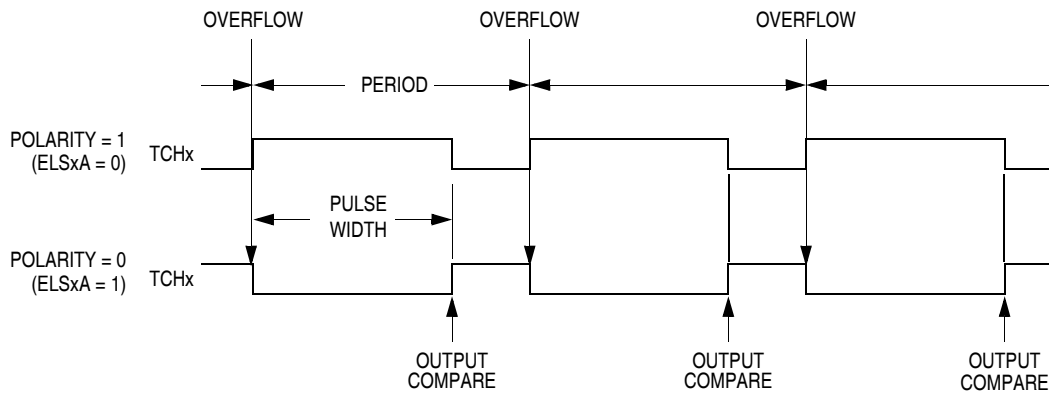 OVERFLOW
OVERFLOW
OVERFLOW
PERIOD
POLARITY = 1
(ELSxA = 0)
TCHx
PULSE
WIDTH
POLARITY = 0
(ELSxA = 1)
TCHx
OUTPUT
COMPARE
OUTPUT
COMPARE
OUTPUT
COMPARE